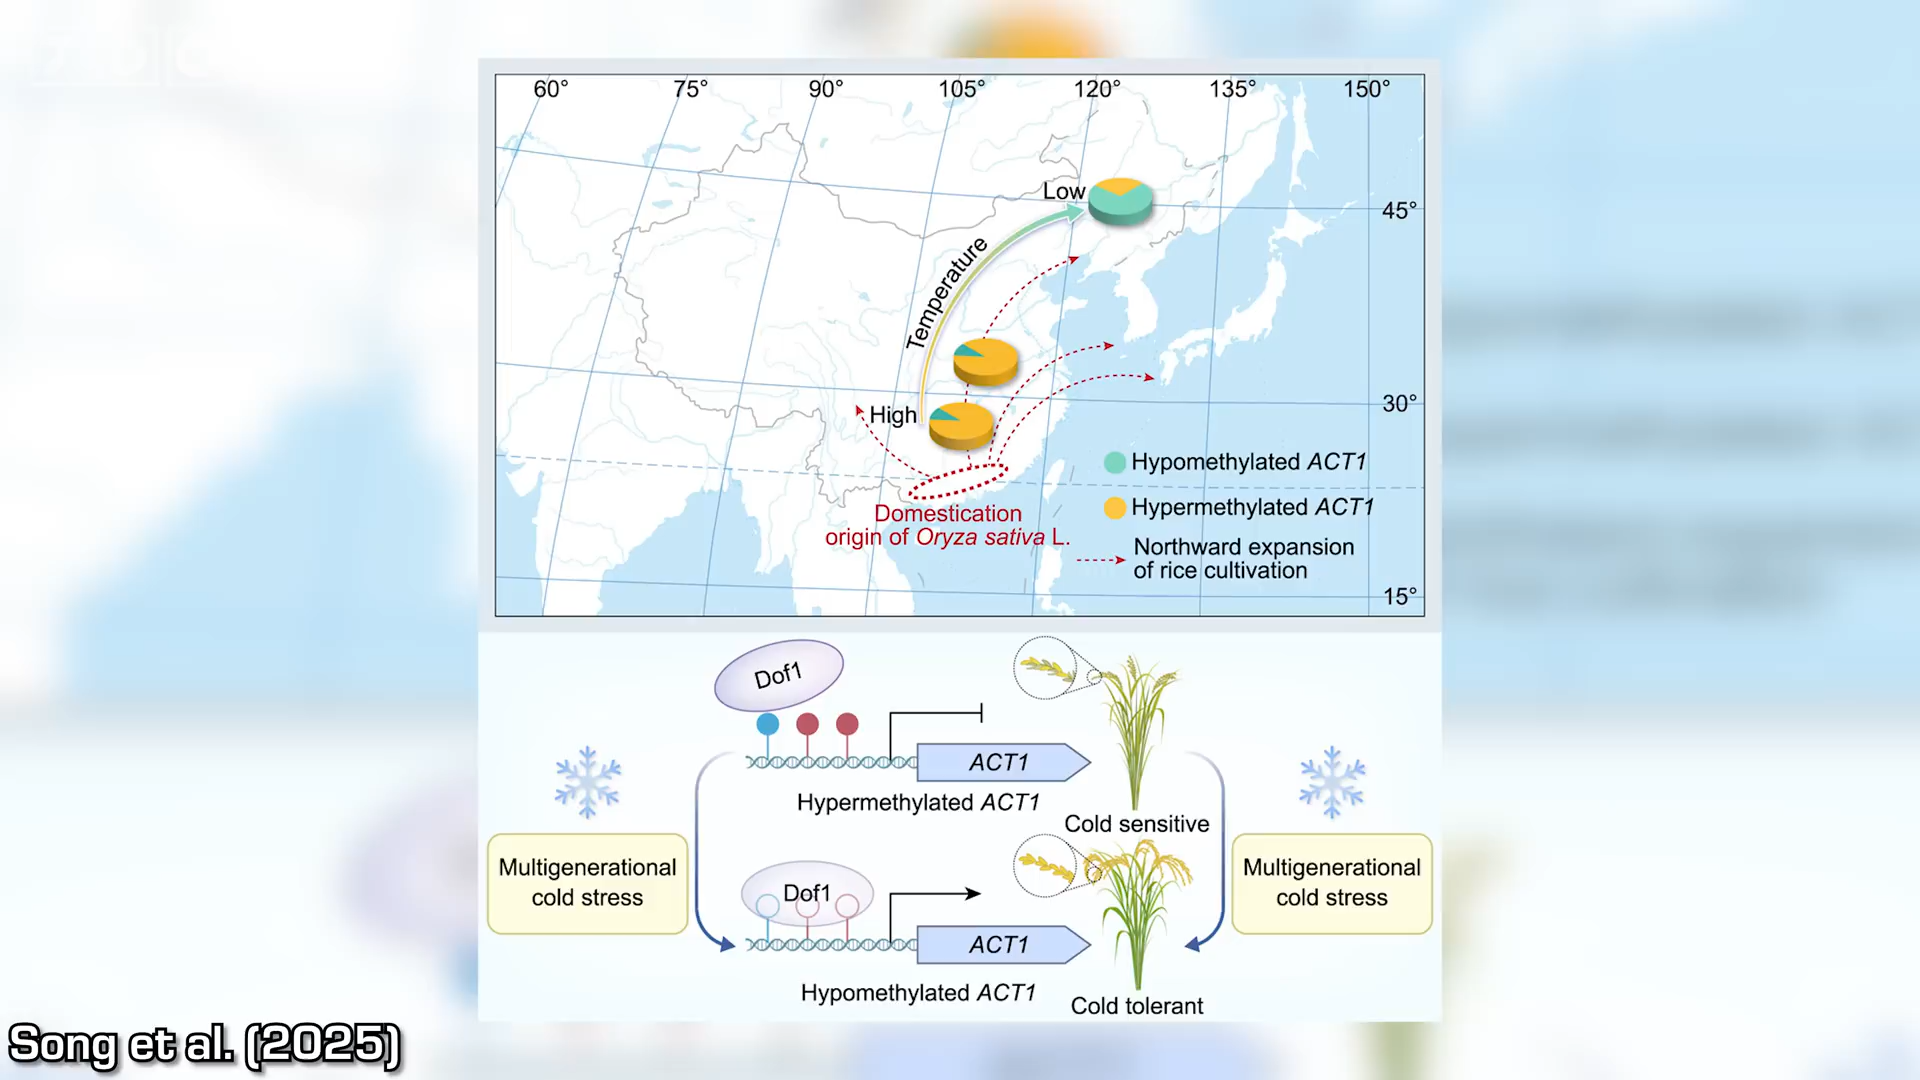 60° 75° 90° 105° 120° 135° 150°
Low
45°
Temperature
30°
High
Hypomethylated ACT1
Hypermethylated ACT1
Domestication
origin of Oryza sativa L.
Northward expansion
of rice cultivation
15°
Dof1
ACT1
Hypermethylated ACT1
Cold sensitive
Multigenerational
cold stress
Multigenerational
cold stress
Dof1
ACT1
Hypomethylated ACT1
Cold tolerant
Song et al. (2025)